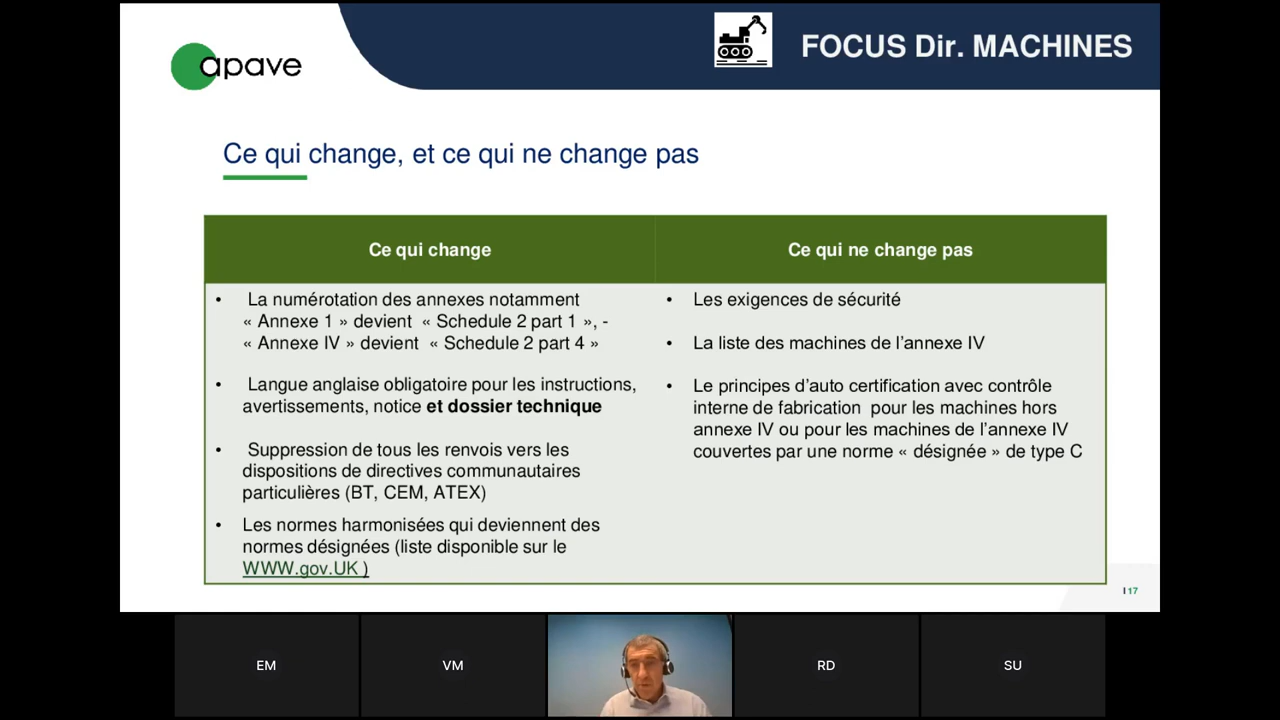 apave
FOCUS Dir. MACHINES
Ce qui change, et ce qui ne change pas
Ce qui change
• La numérotation des annexes notamment
« Annexe 1 » devient « Schedule 2 part 1 », -
« Annexe IV » devient « Schedule 2 part 4 »
• Langue anglaise obligatoire pour les instructions,
avertissements, notice et dossier technique
• Suppression de tous les renvois vers les
dispositions de directives communautaires
particulières (BT, CEM, ATEX)
• Les normes harmonisées qui deviennent des
normes désignées (liste disponible sur le
WWW.gov.UK )
Ce qui ne change pas
• Les exigences de sécurité
• La liste des machines de l’annexe IV
• Le principes d’auto certification avec contrôle
interne de fabrication pour les machines hors
annexe IV ou pour les machines de l’annexe IV
couvertes par une norme « désignée » de type C
I 17
EM
VM
RD
SU